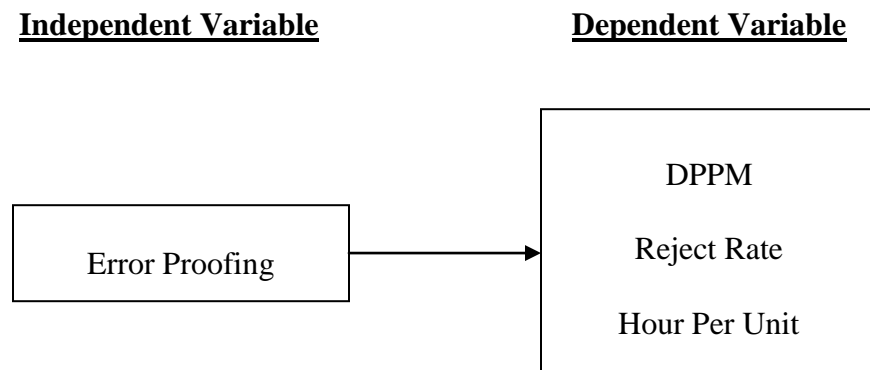 Independent Variable
Dependent Variable
Error Proofing
DPPM
Reject Rate
Hour Per Unit